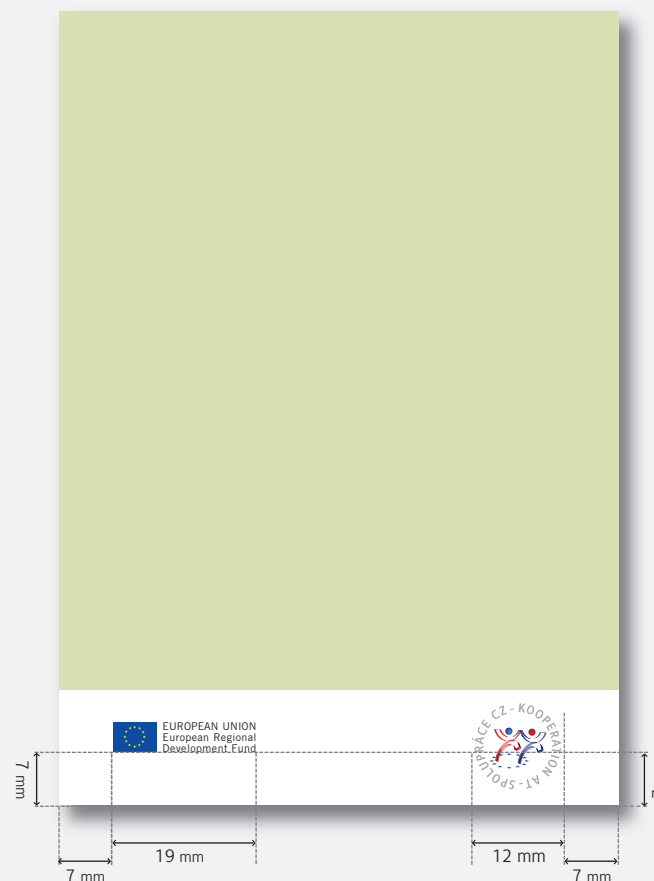 EUROPEAN UNION
European Regional
Development Fund
SPOLUPRÁCE CZ - KOOPERATION AT -
7 mm
19 mm
12 mm
7 mm
7 mm